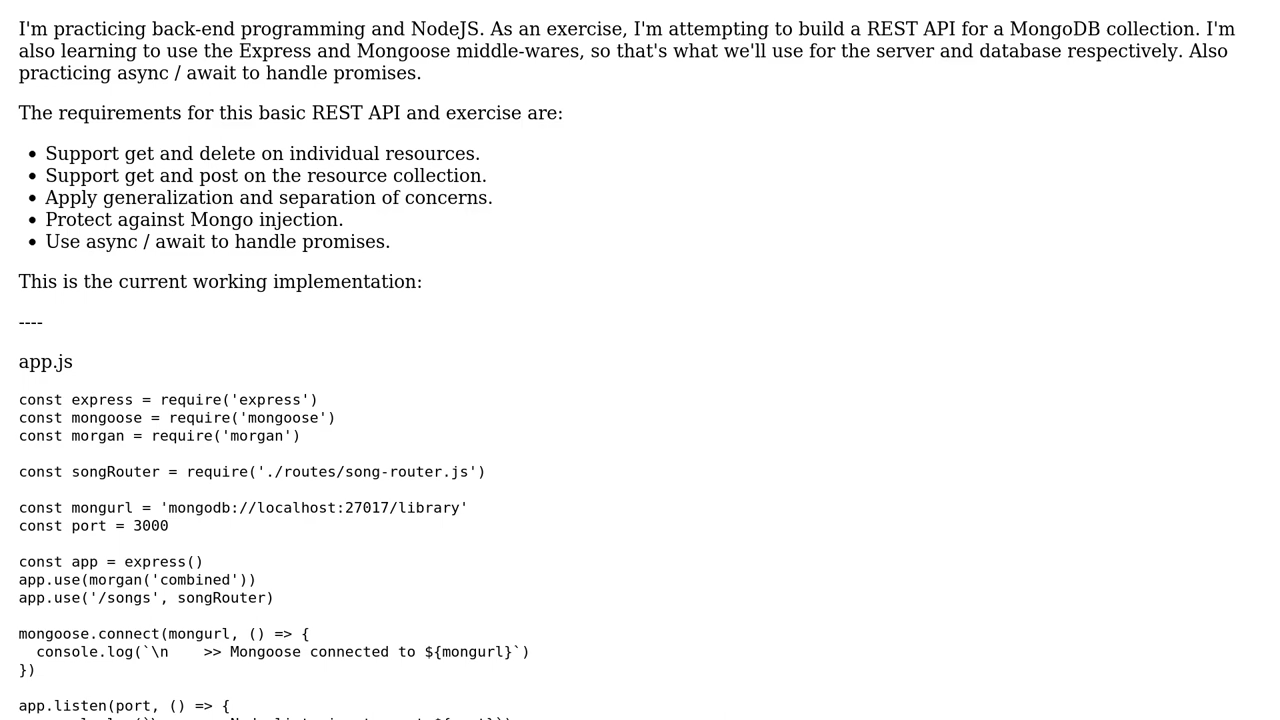 I'm practicing back-end programming and NodeJS. As an exercise, I'm attempting to build a REST API for a MongoDB collection. I'm
also learning to use the Express and Mongoose middle-wares, so that's what we'll use for the server and database respectively. Also
practicing async / await to handle promises.
The requirements for this basic REST API and exercise are:
• Support get and delete on individual resources.
• Support get and post on the resource collection.
• Apply generalization and separation of concerns.
• Protect against Mongo injection.
• Use async / await to handle promises.
This is the current working implementation:
----
app.js
const express = require('express')
const mongoose = require('mongoose')
const morgan = require('morgan')
const songRouter = require('./routes/song-router.js')
const mongurl = 'mongodb://localhost:27017/library'
const port = 3000
const app = express()
app.use(morgan('combined'))
app.use('/songs', songRouter)
mongoose.connect(mongurl, () => {
  console.log(`\n    >> Mongoose connected to ${mongurl}`)
})
app.listen(port, () => {